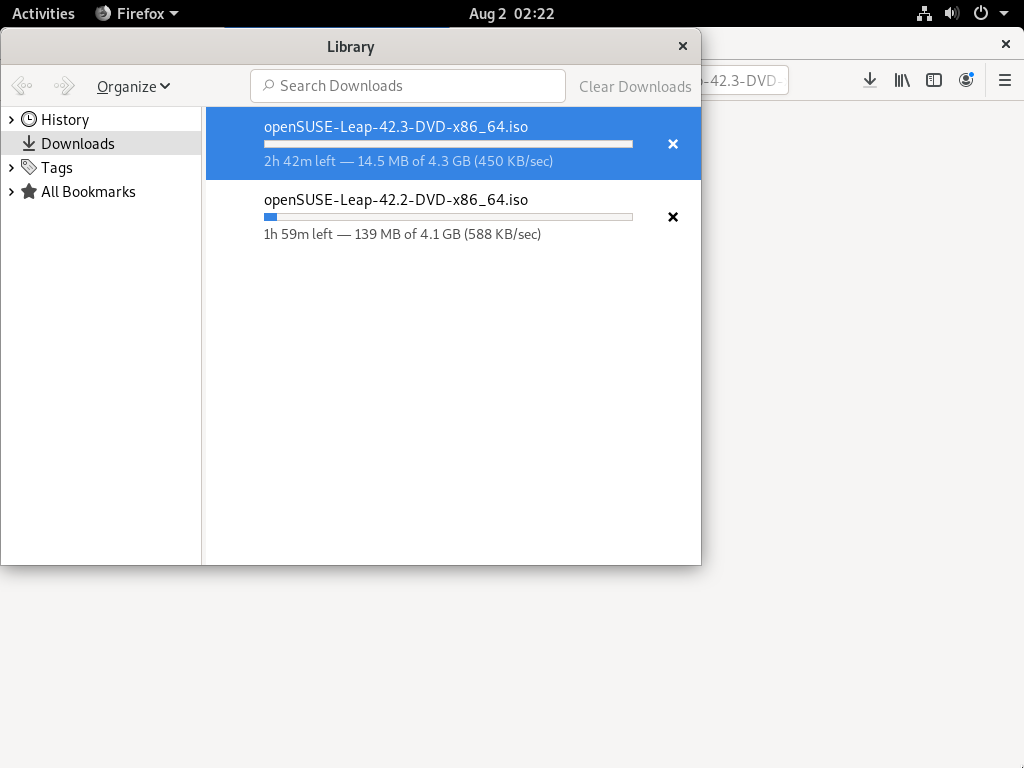 Activities Firefox Aug 2 02:22
Library
Organize Search Downloads Clear Downloads -42.3-DVD-
History
Downloads
Tags
All Bookmarks
openSUSE-Leap-42.3-DVD-x86_64.iso
2h 42m left — 14.5 MB of 4.3 GB (450 KB/sec)
openSUSE-Leap-42.2-DVD-x86_64.iso
1h 59m left — 139 MB of 4.1 GB (588 KB/sec)